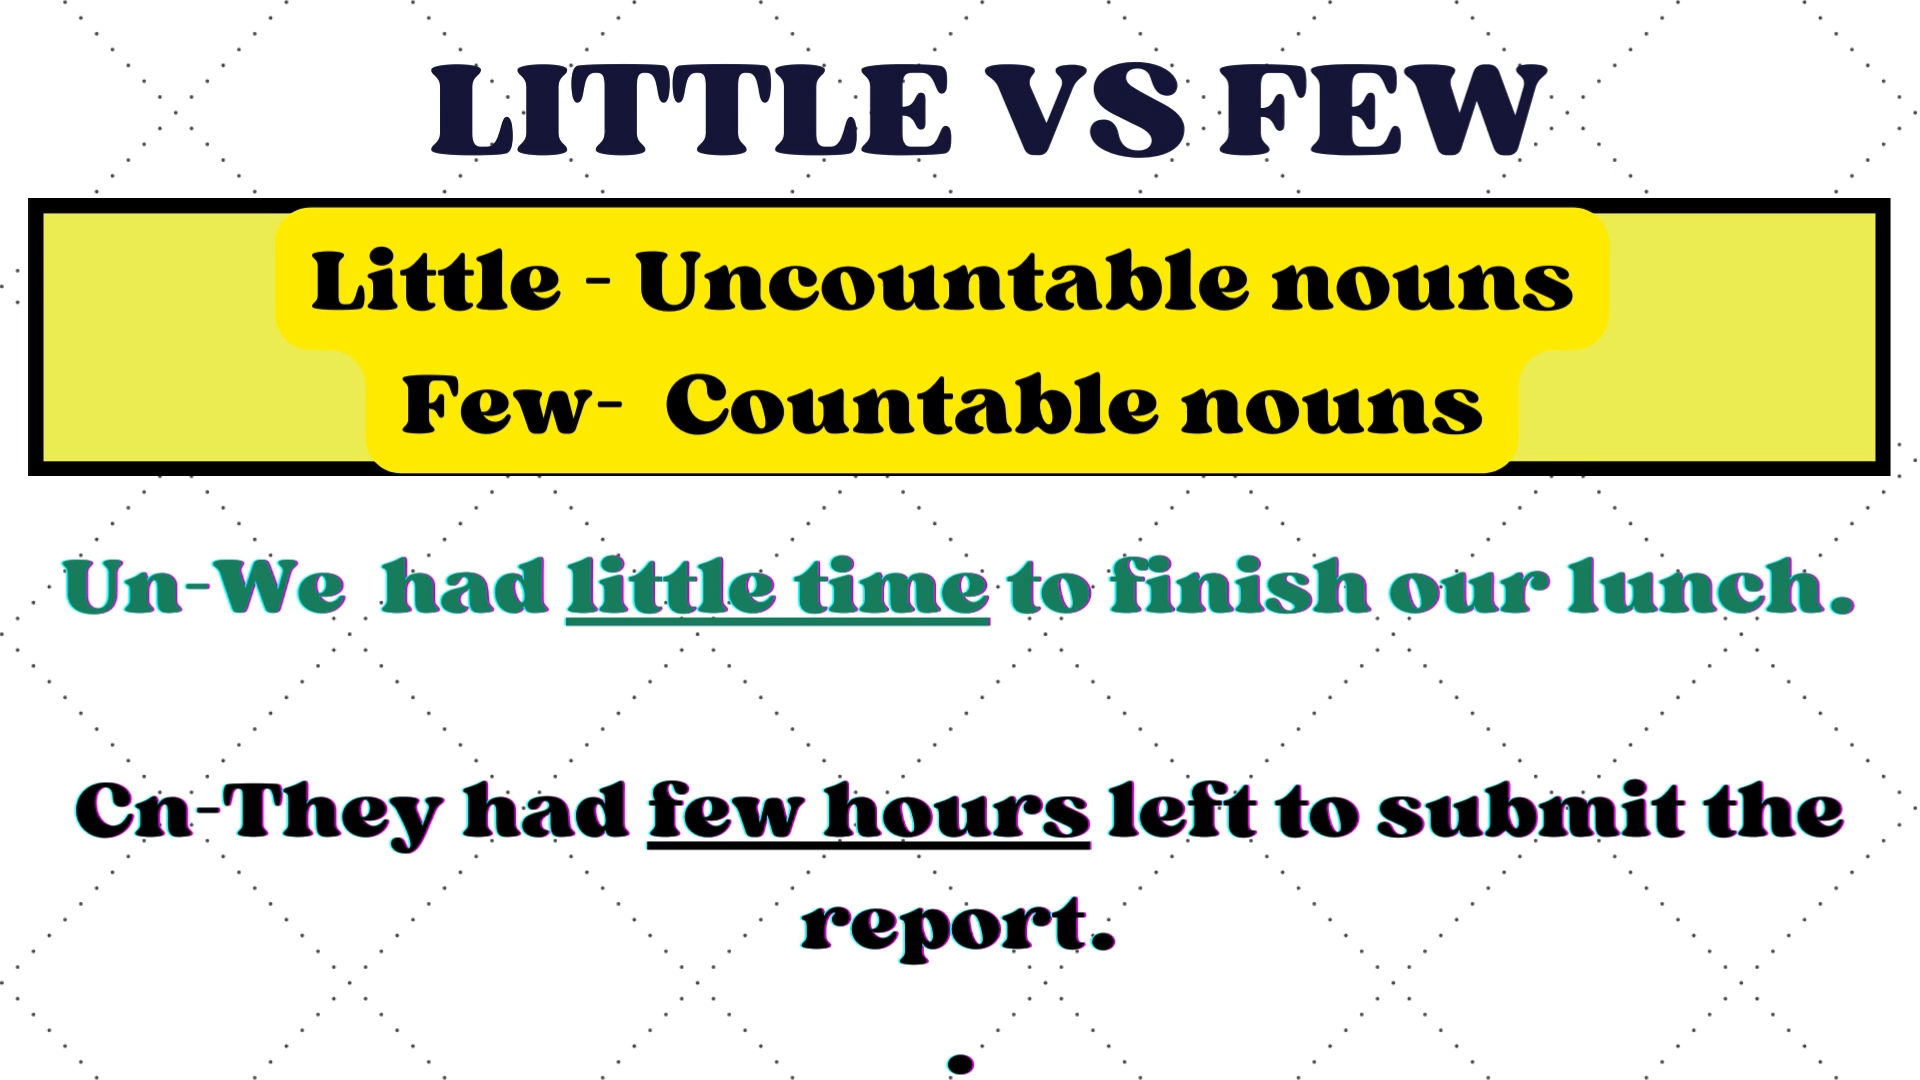 LITTLE VS FEW
Little - Uncountable nouns
Few-  Countable nouns
Un-We  had little time to finish our lunch.
Cn-They had few hours left to submit the
report.
.